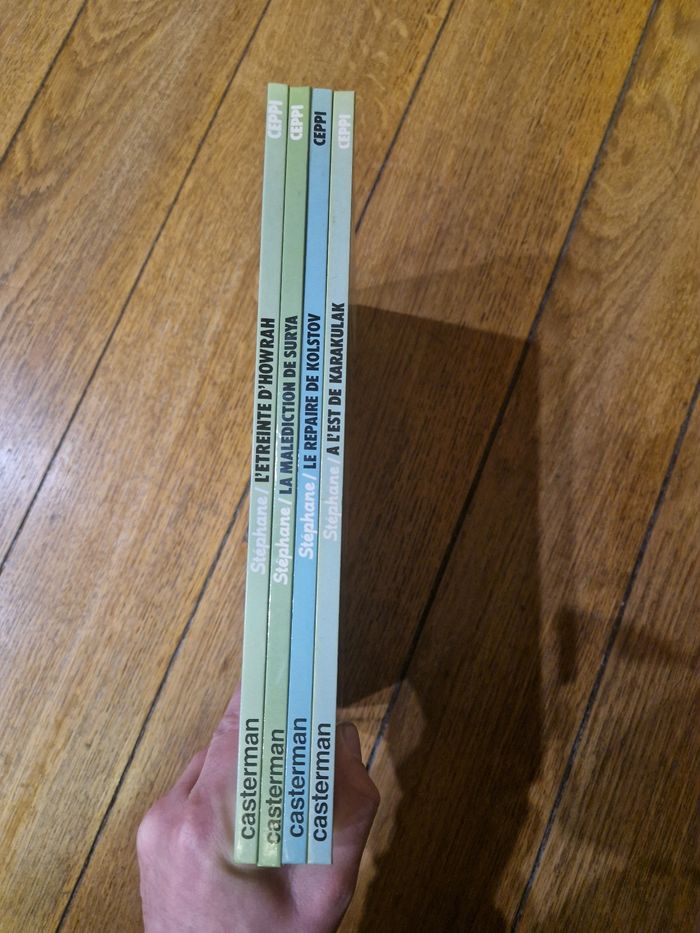 casterman Stéphane / L'ETREINTE D'HOWRAH CEPPI
casterman Stéphane / LA MALEDICTION DE SURYA CEPPI
casterman Stéphane / LE REPAIRE DE KOLSTOV CEPPI
casterman Stéphane / A L'EST DE KARAKULAK CEPPI